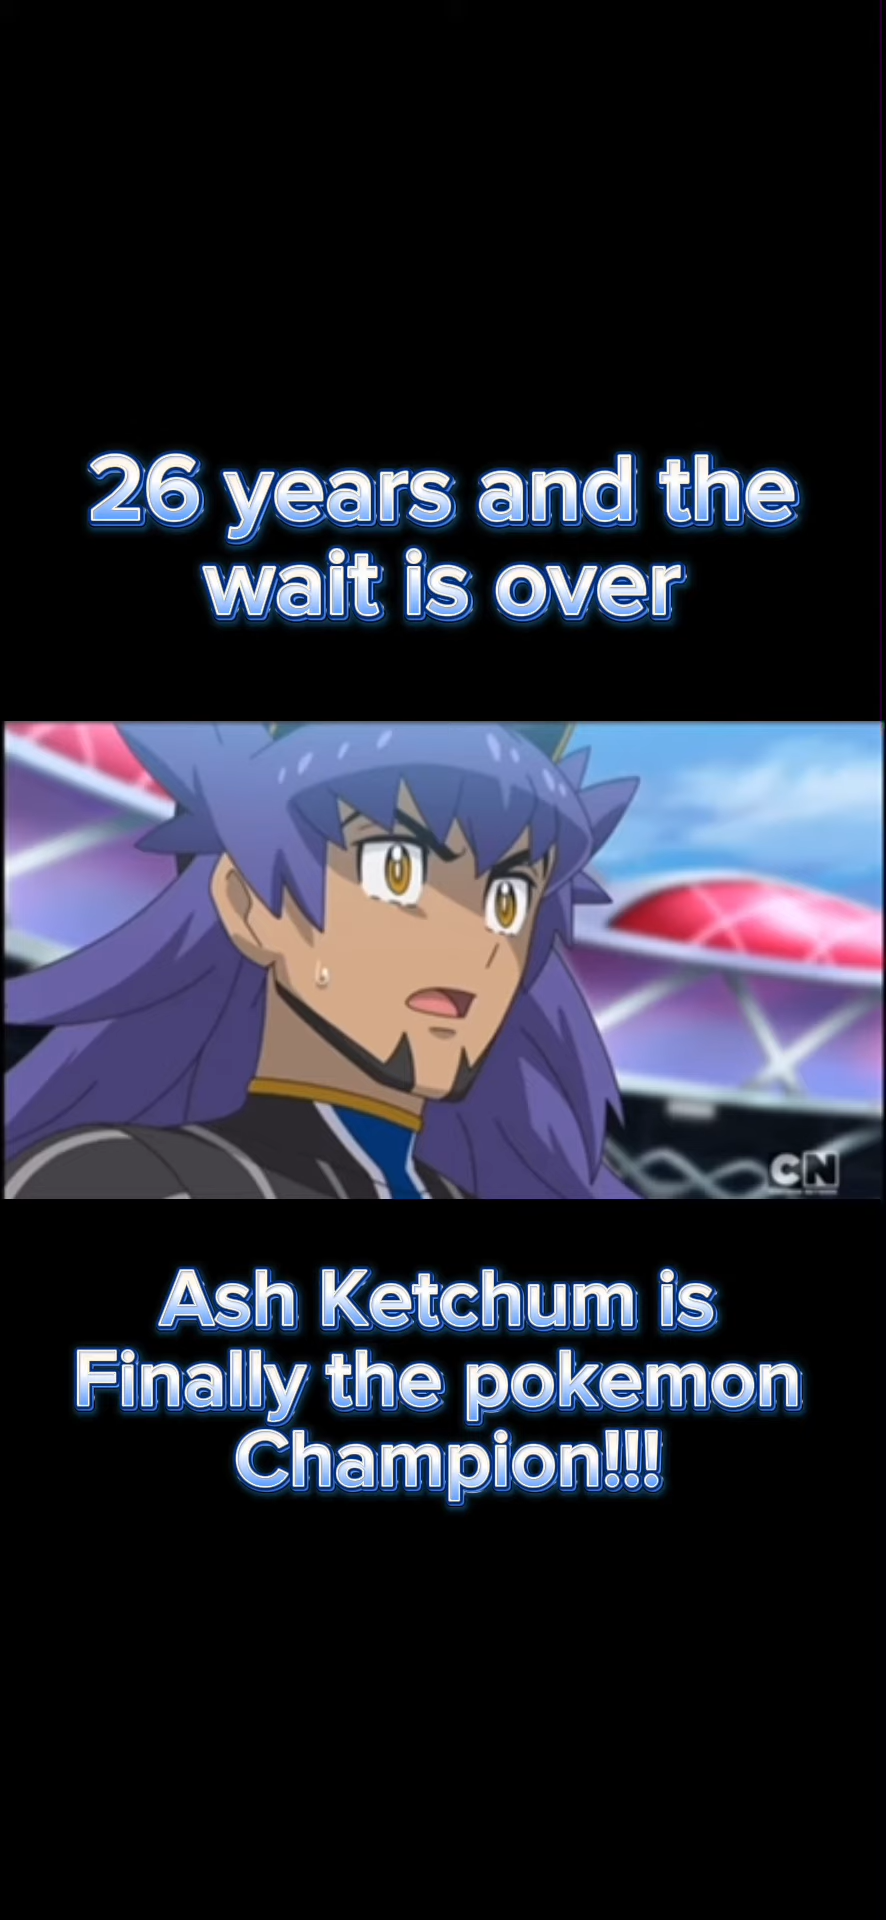 26 years and the
wait is over
CN
Ash Ketchum is
Finally the pokemon
Champion!!!